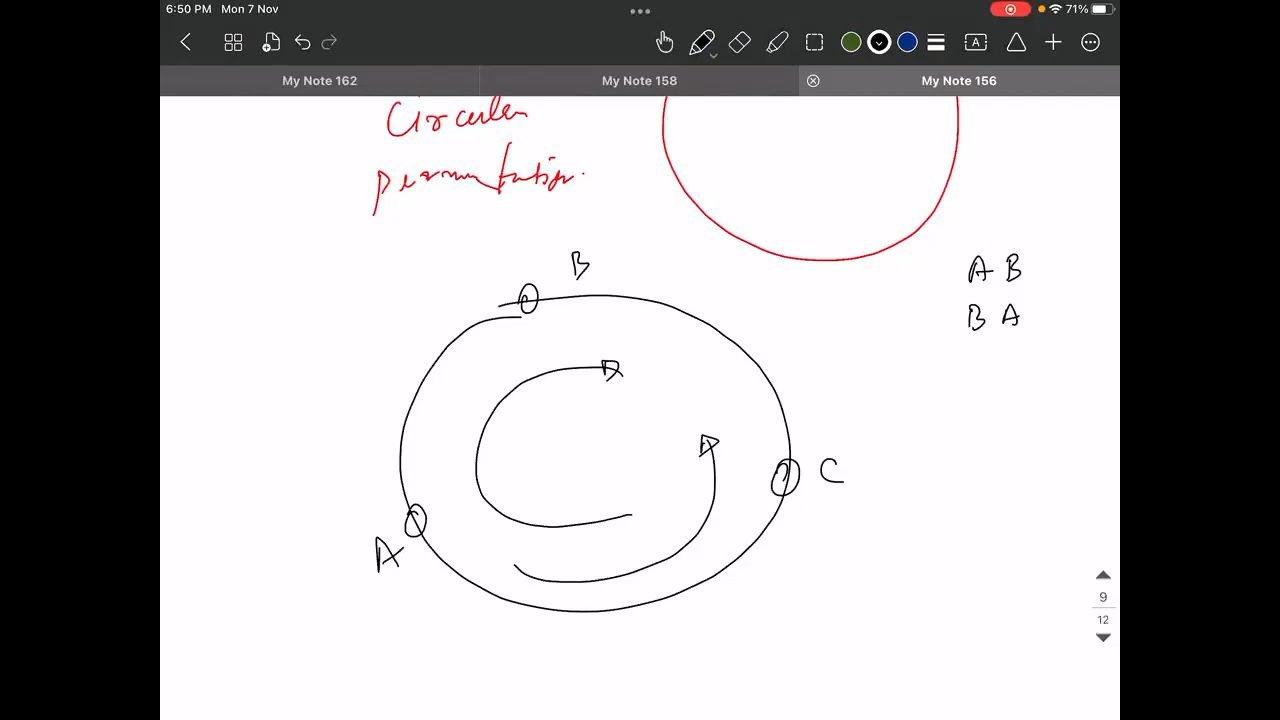 6:50 PM Mon 7 Nov
71%
My Note 162
My Note 158
My Note 156
Circular
permutation.
B
A B
B A
C
A
9
12